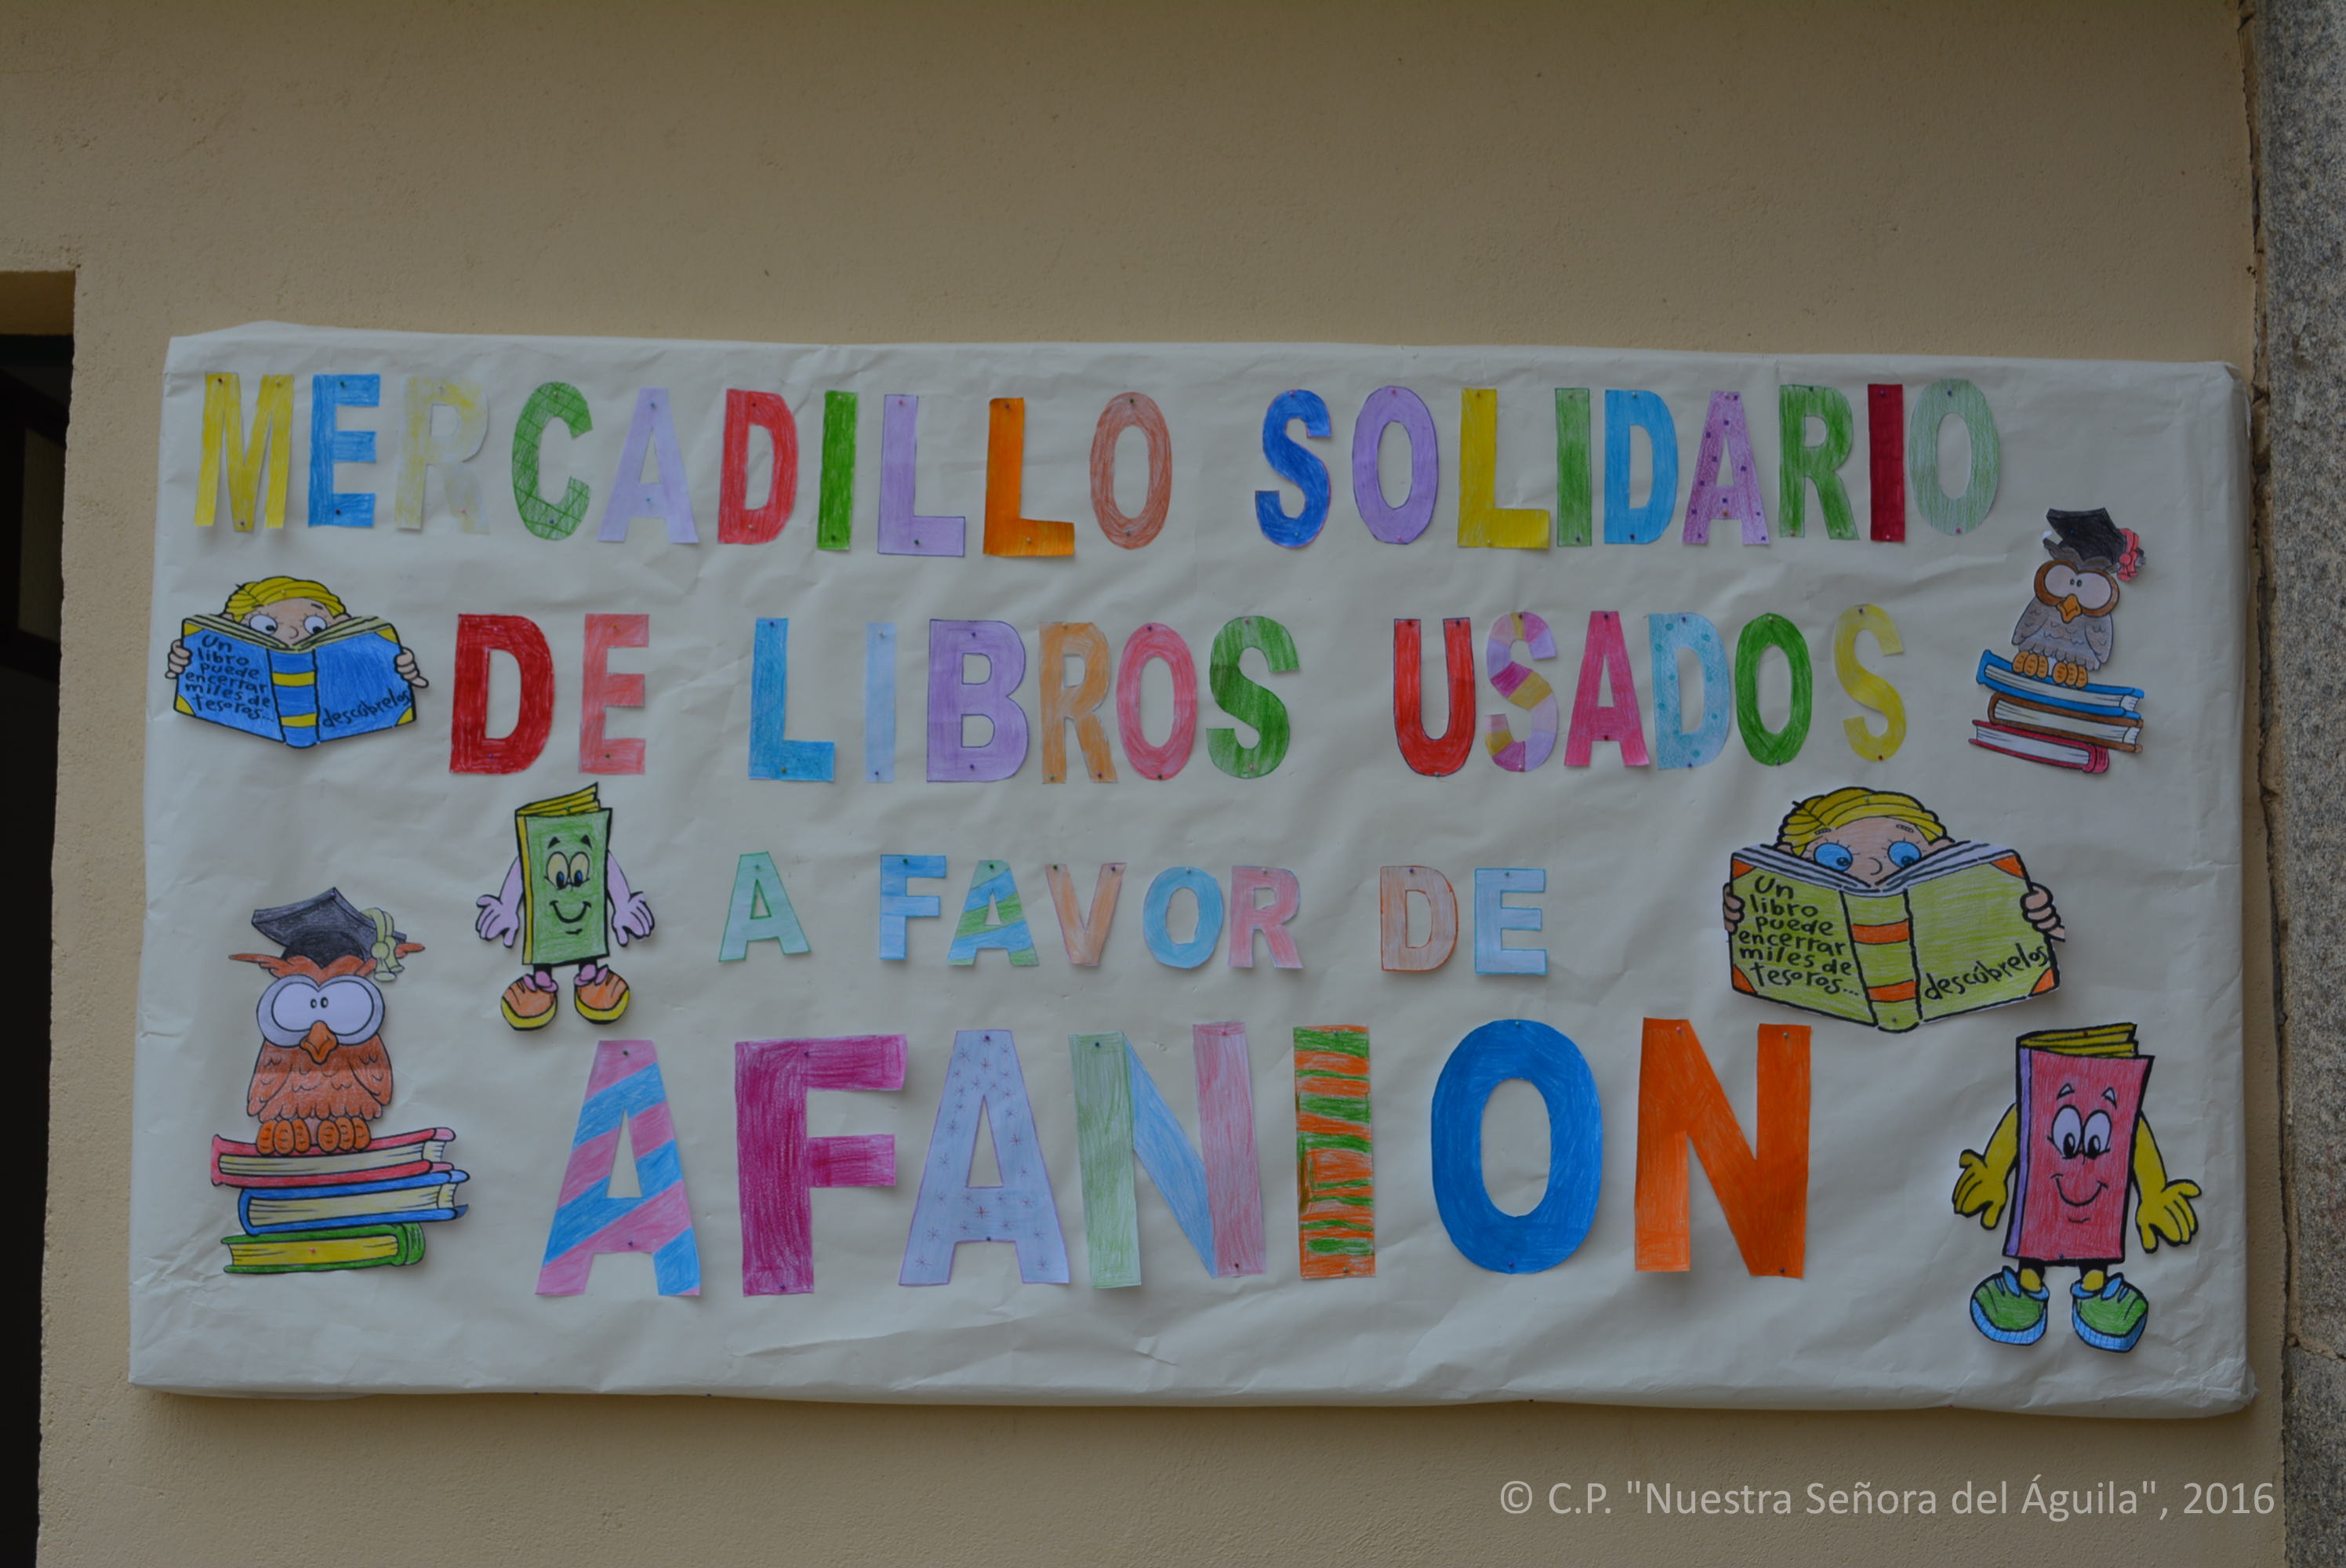 MERCADILLO SOLIDARIO
DE LIBROS USADOS
A FAVOR DE
AFANION
Un
libro
puede
encerrar
miles de
tesoros...
descúbrelos
Un
libro
puede
encerrar
miles de
tesoros...
descúbrelos
© C.P. "Nuestra Señora del Águila", 2016